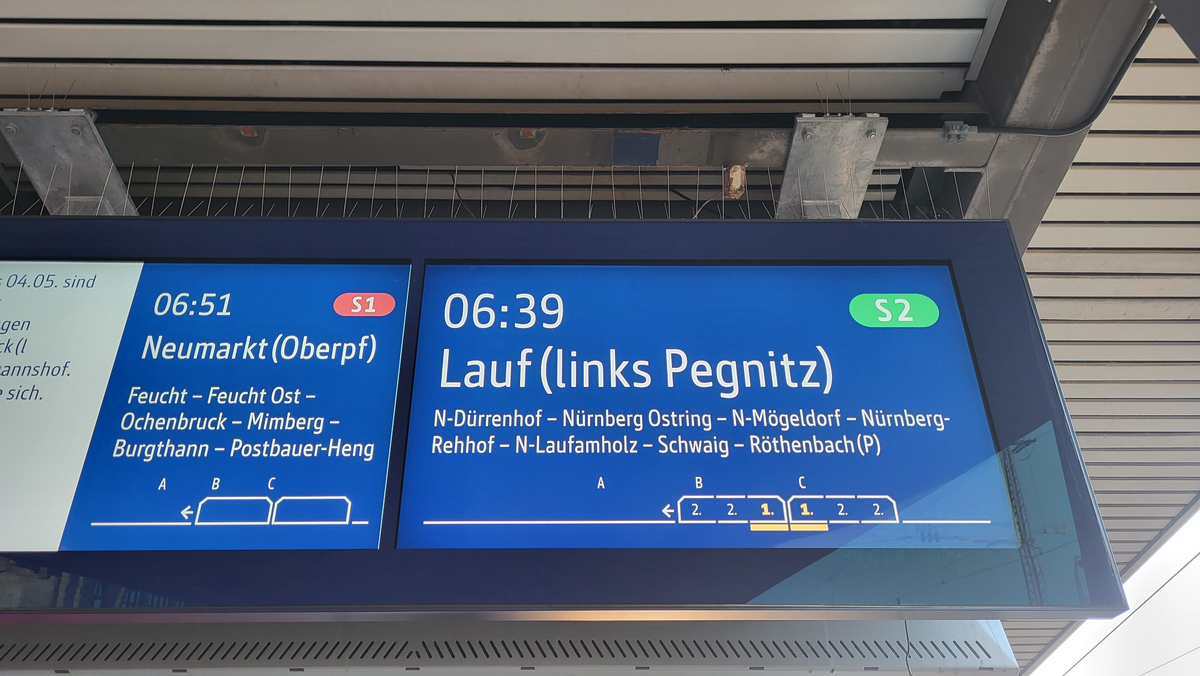 04.05. sind
annshof.
sich.
06:51
S1
Neumarkt(Oberpf)
Feucht – Feucht Ost –
Ochenbruck – Mimberg –
Burgthann – Postbauer-Heng
A B C
06:39
S2
Lauf(links Pegnitz)
N-Dürrenhof – Nürnberg Ostring – N-Mögeldorf – Nürnberg-
Rehhof – N-Laufamholz – Schwaig – Röthenbach(P)
A B C
2. 2. 1. 1. 2. 2.